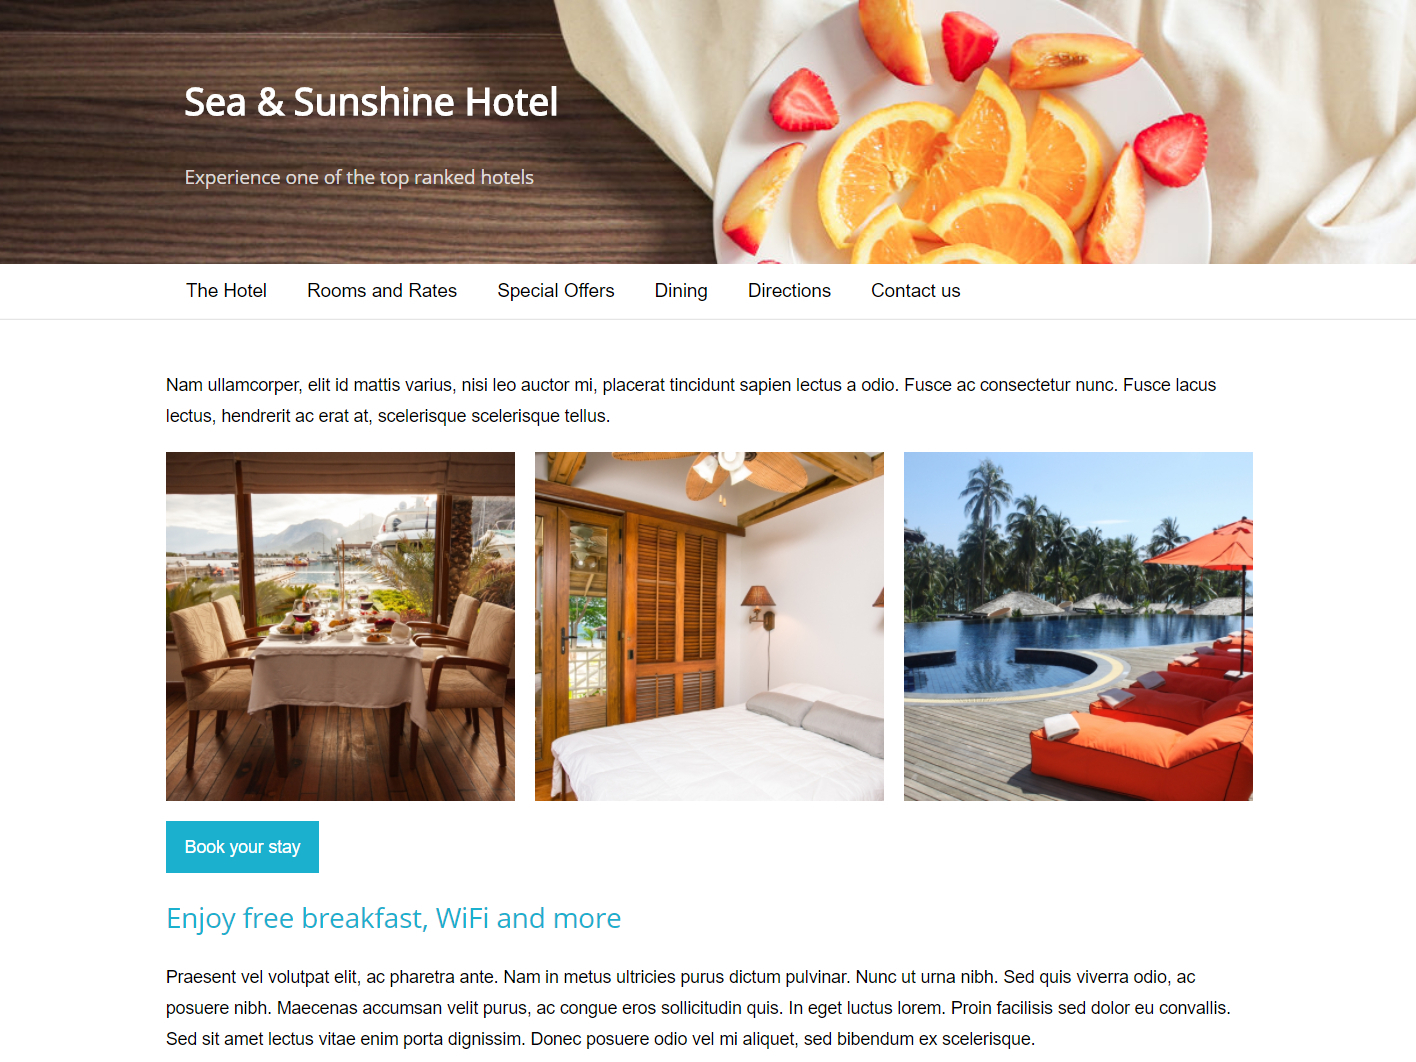 Sea & Sunshine Hotel
Experience one of the top ranked hotels
The Hotel Rooms and Rates Special Offers Dining Directions Contact us
Nam ullamcorper, elit id mattis varius, nisi leo auctor mi, placerat tincidunt sapien lectus a odio. Fusce ac consectetur nunc. Fusce lacus
lectus, hendrerit ac erat at, scelerisque scelerisque tellus.
Book your stay
Enjoy free breakfast, WiFi and more
Praesent vel volutpat elit, ac pharetra ante. Nam in metus ultricies purus dictum pulvinar. Nunc ut urna nibh. Sed quis viverra odio, ac
posuere nibh. Maecenas accumsan velit purus, ac congue eros sollicitudin quis. In eget luctus lorem. Proin facilisis sed dolor eu convallis.
Sed sit amet lectus vitae enim porta dignissim. Donec posuere odio vel mi aliquet, sed bibendum ex scelerisque.